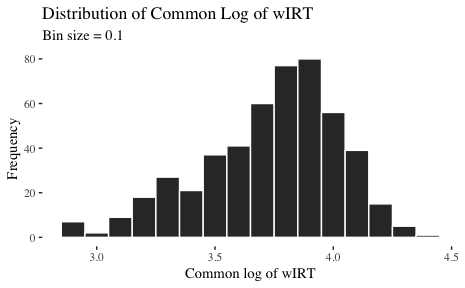 Distribution of Common Log of wIRT
Bin size = 0.1
80
60
40
20
0
Frequency
3.0 3.5 4.0 4.5
Common log of wIRT